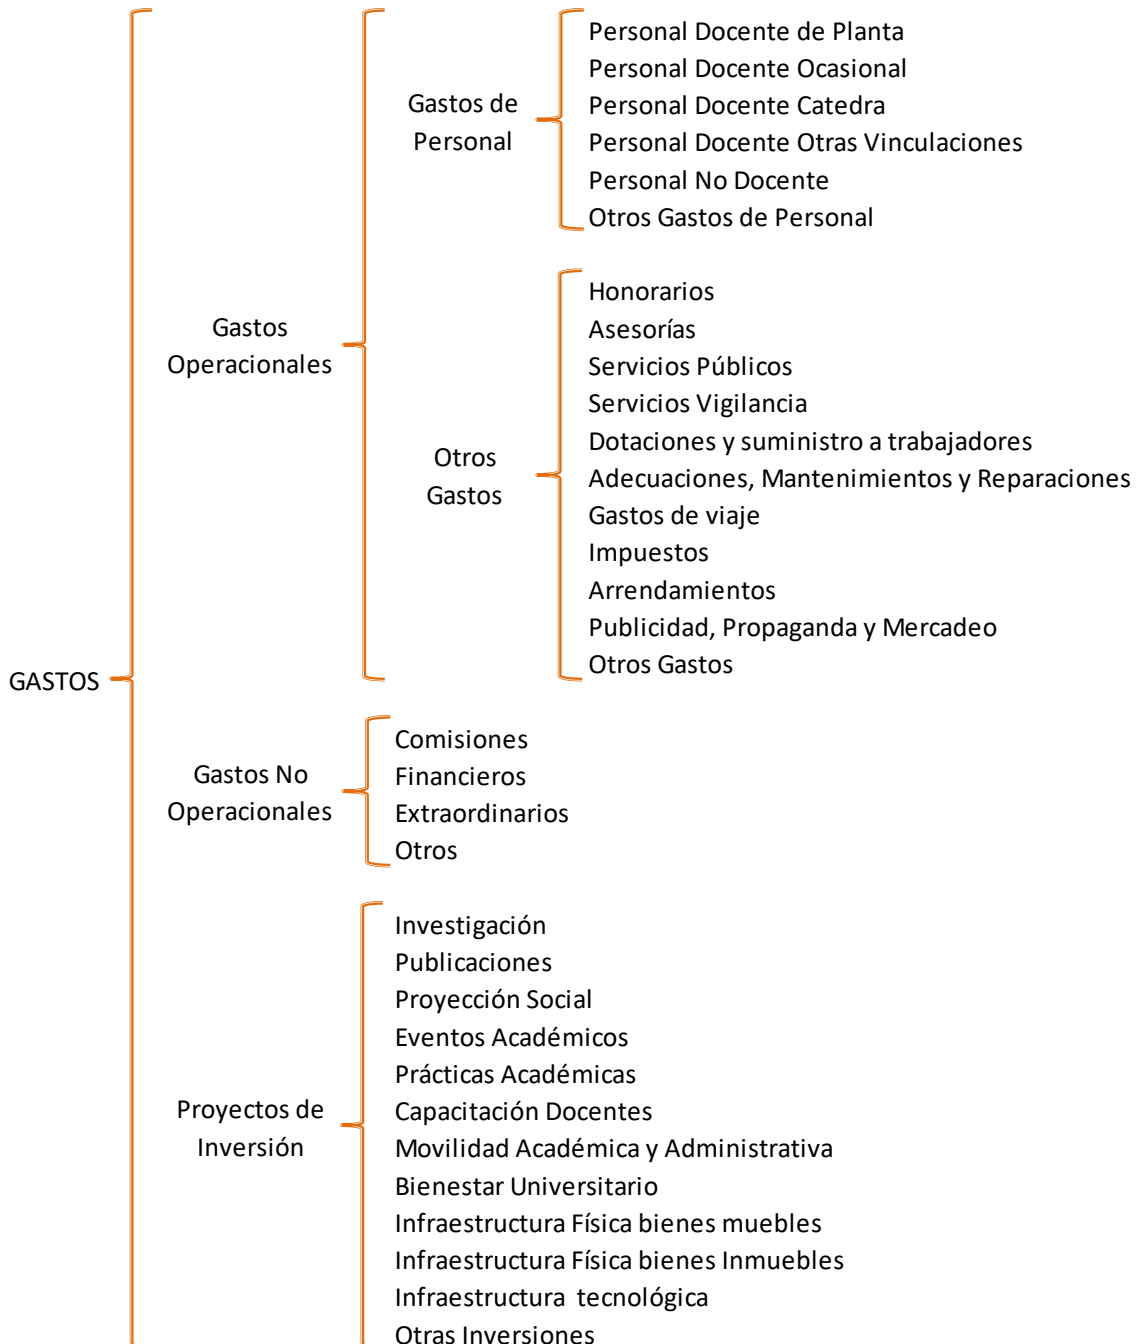 GASTOS
Gastos
Operacionales
Gastos de
Personal
Personal Docente de Planta
Personal Docente Ocasional
Personal Docente Catedra
Personal Docente Otras Vinculaciones
Personal No Docente
Otros Gastos de Personal
Otros
Gastos
Honorarios
Asesorías
Servicios Públicos
Servicios Vigilancia
Dotaciones y suministro a trabajadores
Adecuaciones, Mantenimientos y Reparaciones
Gastos de viaje
Impuestos
Arrendamientos
Publicidad, Propaganda y Mercadeo
Otros Gastos
Gastos No
Operacionales
Comisiones
Financieros
Extraordinarios
Otros
Proyectos de
Inversión
Investigación
Publicaciones
Proyección Social
Eventos Académicos
Prácticas Académicas
Capacitación Docentes
Movilidad Académica y Administrativa
Bienestar Universitario
Infraestructura Física bienes muebles
Infraestructura Física bienes Inmuebles
Infraestructura tecnológica
Otras Inversiones